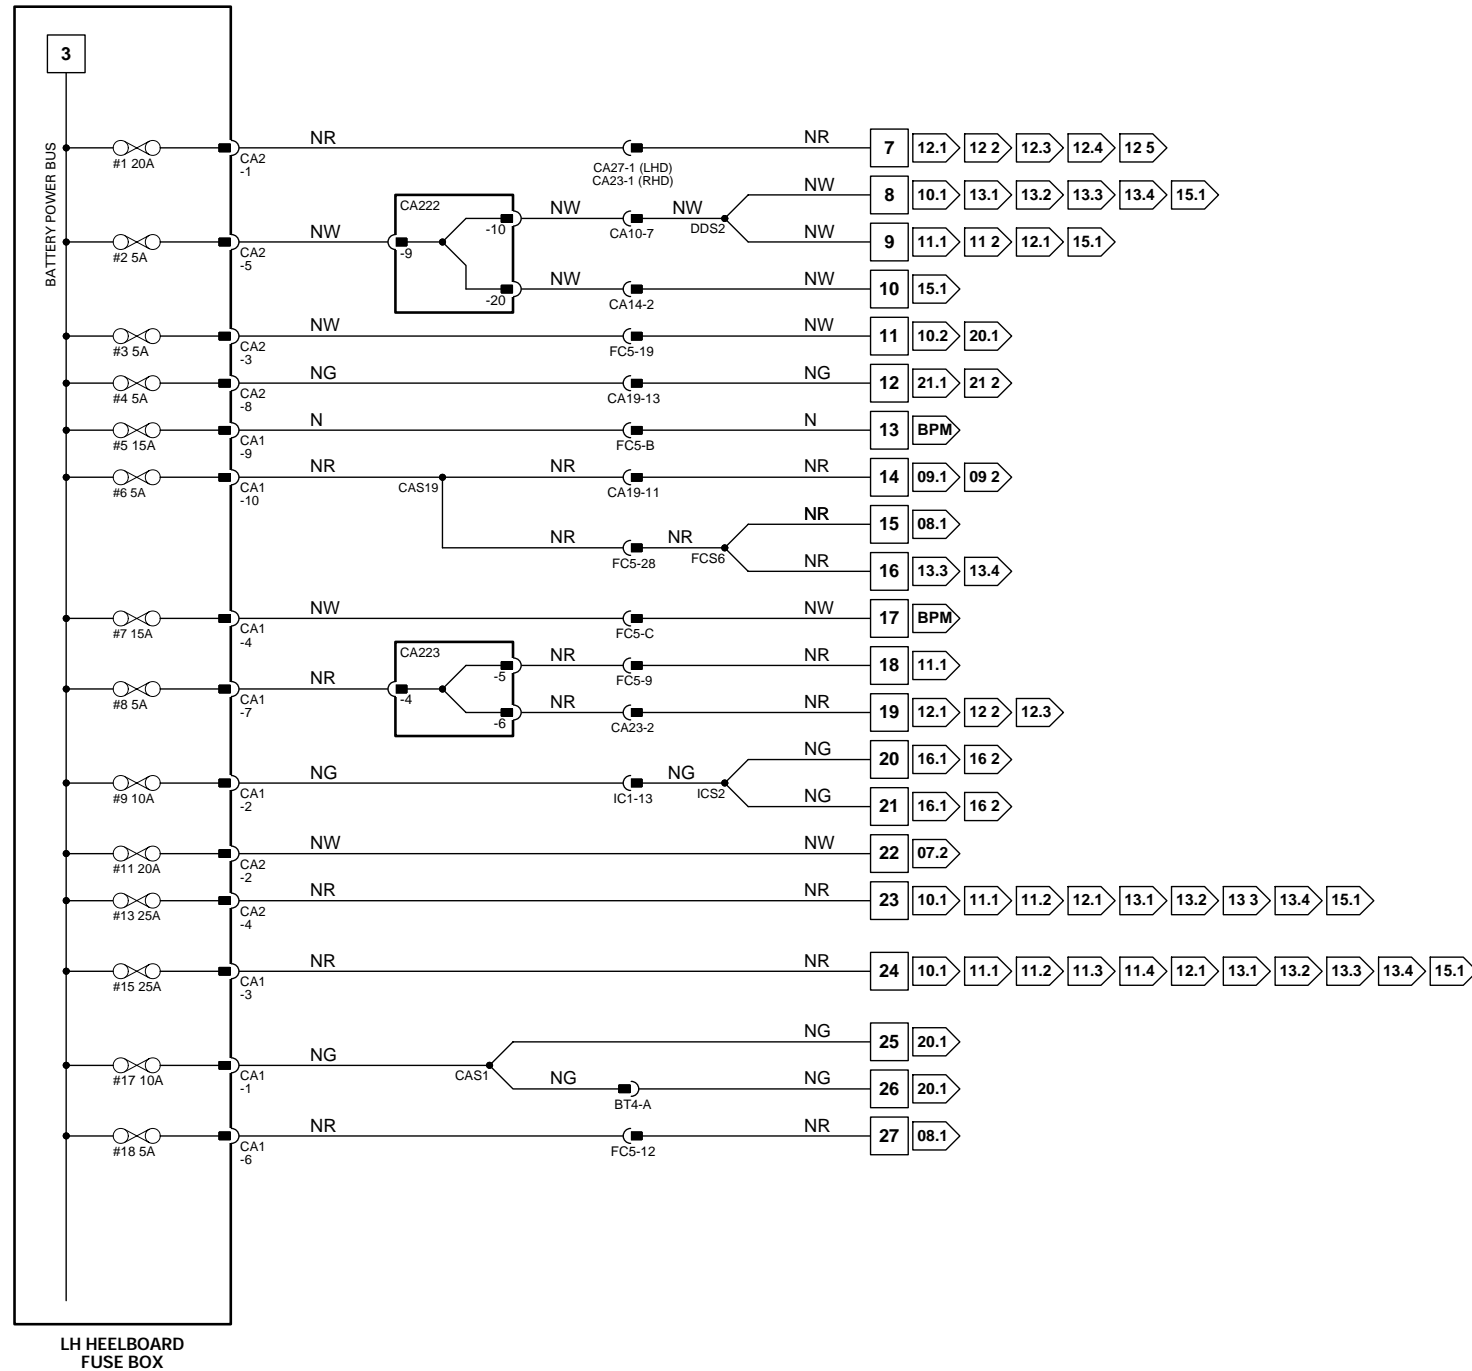 3
BATTERY POWER BUS
#1 20A
CA2
-1
NR
CA27-1 (LHD)
CA23-1 (RHD)
NR
7 12.1 12 2 12.3 12.4 12 5
#2 5A
CA2
-5
NW
CA222
-9
-10
-20
NW
CA10-7
NW
DDS2
NW
8 10.1 13.1 13.2 13.3 13.4 15.1
NW
9 11.1 11 2 12.1 15.1
NW
CA14-2
NW
10 15.1
#3 5A
CA2
-3
NW
FC5-19
NW
11 10.2 20.1
#4 5A
CA2
-8
NG
CA19-13
NG
12 21.1 21 2
#5 15A
CA1
-9
N
FC5-B
N
13 BPM
#6 5A
CA1
-10
NR
CAS19
NR
CA19-11
NR
14 09.1 09 2
NR
FC5-28
NR
FCS6
NR
15 08.1
NR
16 13.3 13.4
#7 15A
CA1
-4
NW
FC5-C
NW
17 BPM
#8 5A
CA1
-7
NR
CA223
-4
-5
-6
NR
FC5-9
NR
18 11.1
NR
CA23-2
NR
19 12.1 12 2 12.3
#9 10A
CA1
-2
NG
IC1-13
NG
ICS2
NG
20 16.1 16 2
NG
21 16.1 16 2
#11 20A
CA2
-2
NW
NW
22 07.2
#13 25A
CA2
-4
NR
NR
23 10.1 11.1 11.2 12.1 13.1 13.2 13 3 13.4 15.1
#15 25A
CA1
-3
NR
NR
24 10.1 11.1 11.2 11.3 11.4 12.1 13.1 13.2 13.3 13.4 15.1
#17 10A
CA1
-1
NG
CAS1
NG
25 20.1
NG
BT4-A
NG
26 20.1
#18 5A
CA1
-6
NR
FC5-12
NR
27 08.1
LH HEELBOARD
FUSE BOX